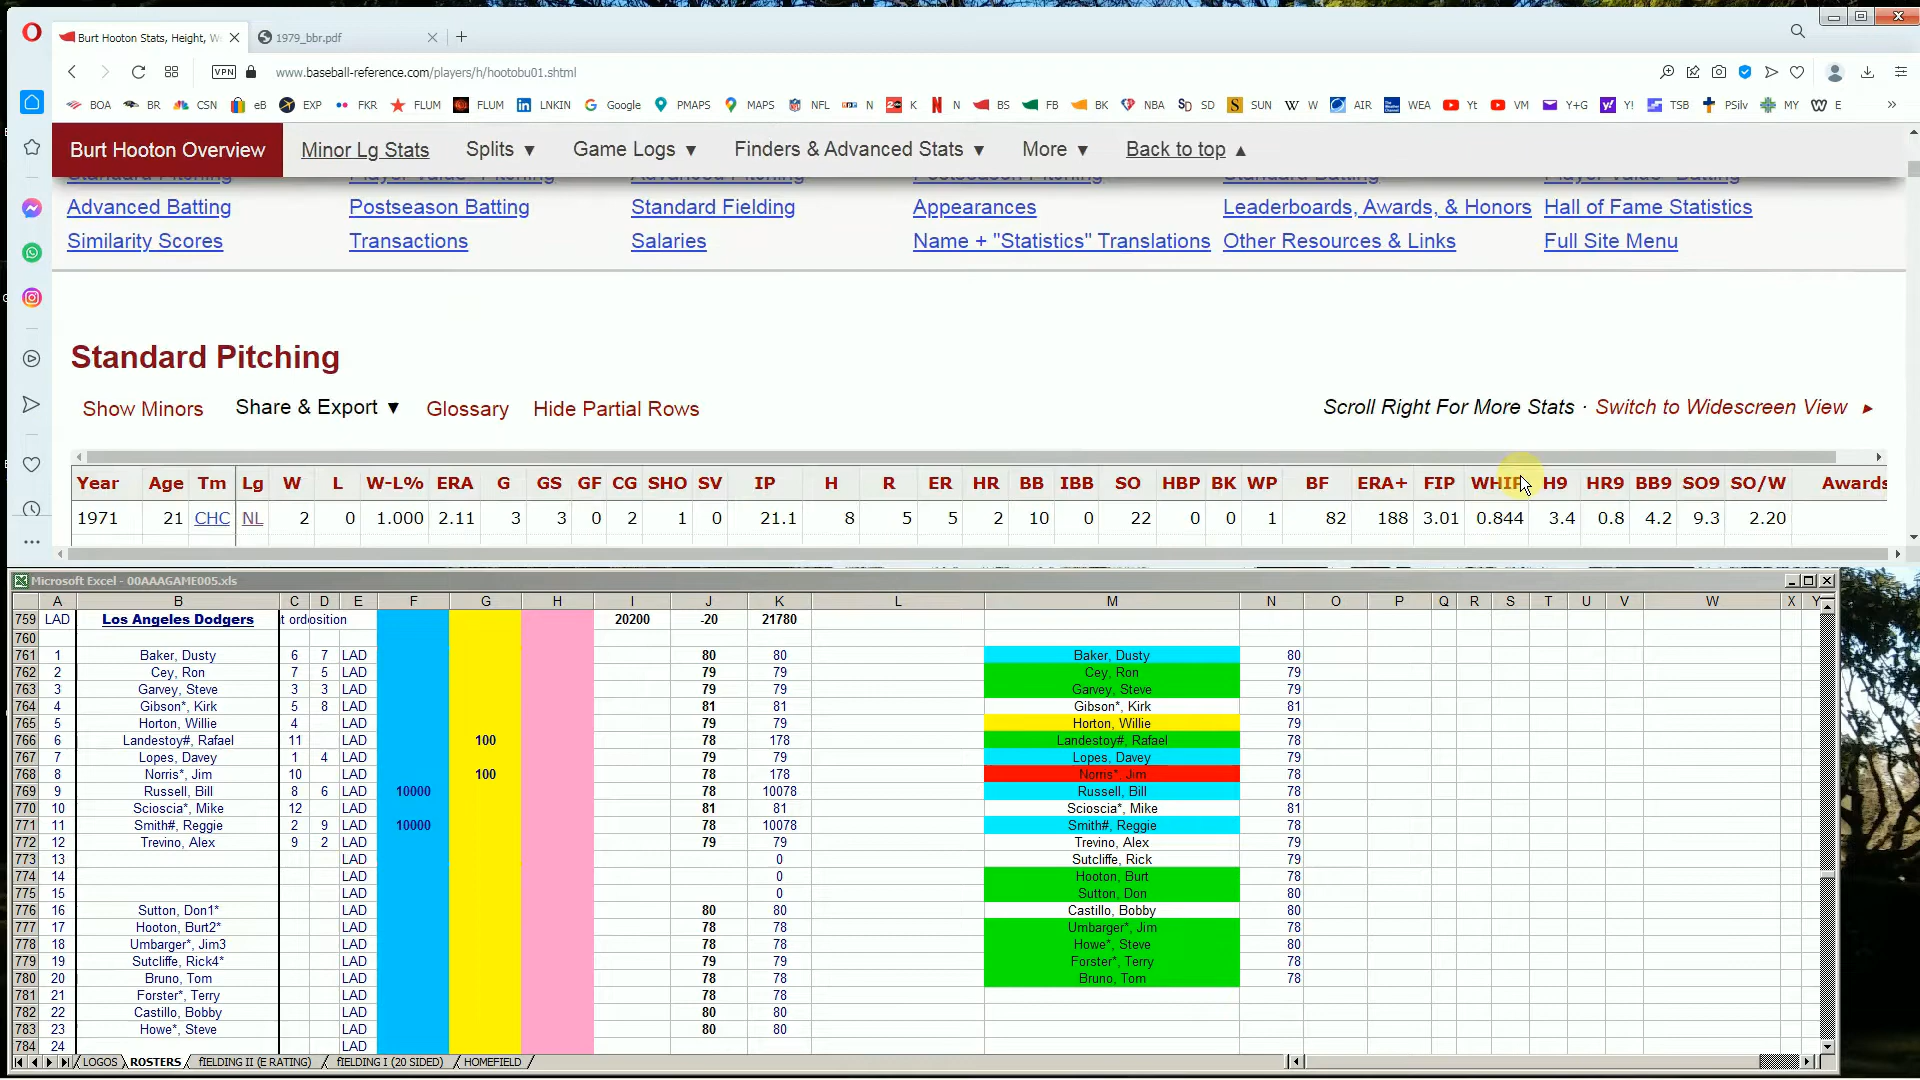 Burt Hooton Stats, Height, W
1979_bbr.pdf
VPN www.baseball-reference.com/players/h/hootobu01.shtml
BOA BR CSN eB EXP FKR FLUM FLUM LNKIN Google PMAPS MAPS NFL N K N BS FB BK NBA SD SUN W AIR WEA Yt VM Y+G Y! TSB PSilv MY E
Burt Hooton Overview Minor Lg Stats Splits ▼ Game Logs ▼ Finders & Advanced Stats ▼ More ▼ Back to top ▲
Advanced Batting Postseason Batting Standard Fielding Appearances Leaderboards, Awards, & Honors Hall of Fame Statistics
Similarity Scores Transactions Salaries Name + "Statistics" Translations Other Resources & Links Full Site Menu
Standard Pitching
Show Minors Share & Export ▼ Glossary Hide Partial Rows Scroll Right For More Stats · Switch to Widescreen View ►
Year Age Tm Lg W L W-L% ERA G GS GF CG SHO SV IP H R ER HR BB IBB SO HBP BK WP BF ERA+ FIP WHIP H9 HR9 BB9 SO9 SO/W Awards
1971 21 CHC NL 2 0 1.000 2.11 3 3 0 2 1 0 21.1 8 5 5 2 10 0 22 0 0 1 82 188 3.01 0.844 3.4 0.8 4.2 9.3 2.20
Microsoft Excel - 00AAAGAME005.xls
A B C D E F G H I J K L M N O P Q R S T U V W X Y
759 LAD Los Angeles Dodgers t ordosition 20200 -20 21780
760
761 1 Baker, Dusty 6 7 LAD 80 80 Baker, Dusty 80
762 2 Cey, Ron 7 5 LAD 79 79 Cey, Ron 79
763 3 Garvey, Steve 3 3 LAD 79 79 Garvey, Steve 79
764 4 Gibson*, Kirk 5 8 LAD 81 81 Gibson*, Kirk 81
765 5 Horton, Willie 4 LAD 79 79 Horton, Willie 79
766 6 Landestoy#, Rafael 11 LAD 100 78 178 Landestoy#, Rafael 78
767 7 Lopes, Davey 1 4 LAD 79 79 Lopes, Davey 79
768 8 Norris*, Jim 10 LAD 100 78 178 Norris*, Jim 78
769 9 Russell, Bill 8 6 LAD 10000 78 10078 Russell, Bill 78
770 10 Scioscia*, Mike 12 LAD 81 81 Scioscia*, Mike 81
771 11 Smith#, Reggie 2 9 LAD 10000 78 10078 Smith#, Reggie 78
772 12 Trevino, Alex 9 2 LAD 79 79 Trevino, Alex 79
773 13 LAD 0 Sutcliffe, Rick 79
774 14 LAD 0 Hooton, Burt 78
775 15 LAD 0 Sutton, Don 80
776 16 Sutton, Don1* LAD 80 80 Castillo, Bobby 80
777 17 Hooton, Burt2* LAD 78 78 Umbarger*, Jim 78
778 18 Umbarger*, Jim3 LAD 78 78 Howe*, Steve 80
779 19 Sutcliffe, Rick4* LAD 79 79 Forster*, Terry 78
780 20 Bruno, Tom LAD 78 78 Bruno, Tom 78
781 21 Forster*, Terry LAD 78 78
782 22 Castillo, Bobby LAD 80 80
783 23 Howe*, Steve LAD 80 80
784 24 LAD
LOGOS ROSTERS fIELDING II (E RATING) fIELDING I (20 SIDED) HOMEFIELD